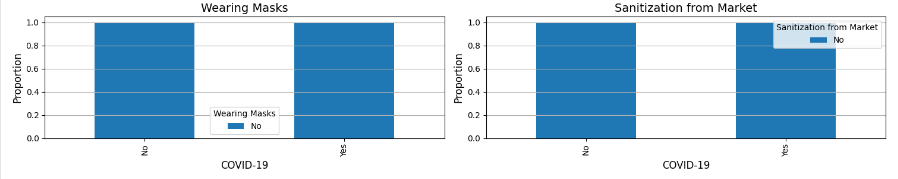 Wearing Masks
1.0
0.8
0.6
0.4
0.2
0.0
Proportion
Wearing Masks
No
No
Yes
COVID-19
Sanitization from Market
1.0
0.8
0.6
0.4
0.2
0.0
Proportion
Sanitization from Market
No
No
Yes
COVID-19